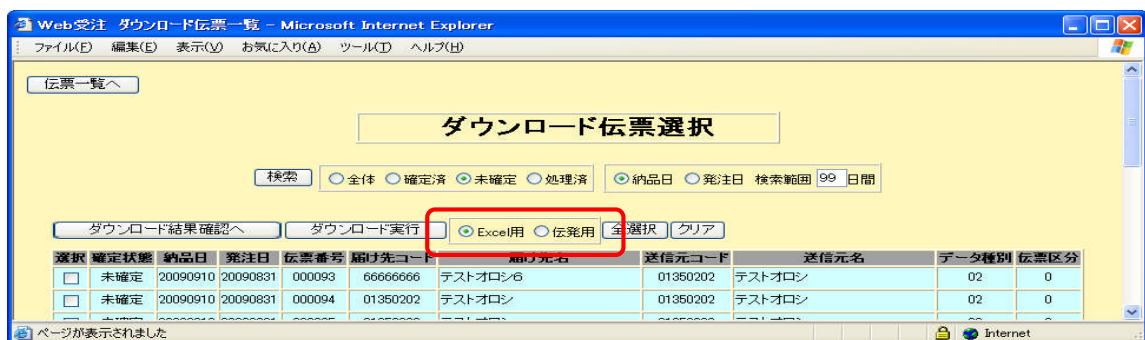 Web受注 ダウンロード伝票一覧 - Microsoft Internet Explorer
ファイル(F) 編集(E) 表示(V) お気に入り(A) ツール(T) ヘルプ(H)
伝票一覧へ
ダウンロード伝票選択
検索 全体 確定済 未確定 処理済 納品日 発注日 検索範囲 99 日間
ダウンロード結果確認へ ダウンロード実行 Excel用 伝発用 全選択 クリア
選択 確定状態 納品日 発注日 伝票番号 届け先コード 届け先名 送信元コード 送信元名 データ種別 伝票区分
未確定 20090910 20090831 000093 66666666 テストオロシ6 01350202 テストオロシ 02 0
未確定 20090910 20090831 000094 01350202 テストオロシ 01350202 テストオロシ 02 0
ページが表示されました Internet